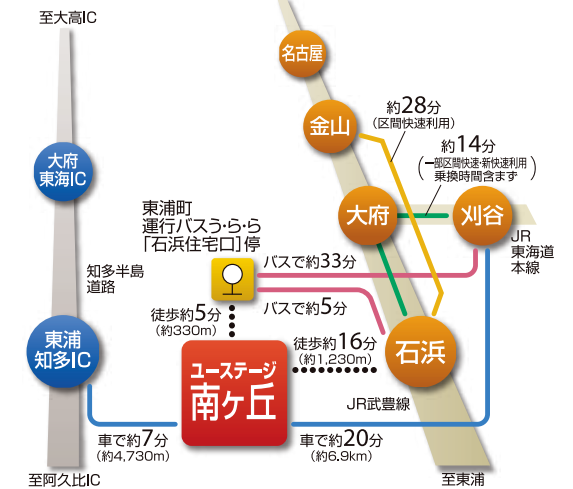 至大高IC
名古屋
約28分
(区間快速利用)
金山
約14分
(一部区間快速・新快速利用
乗換時間含まず)
大府
東海IC
東浦町
運行バスう・ら・ら
「石浜住宅口」停
大府
刈谷
JR
東海道
本線
バスで約33分
知多半島
道路
バスで約5分
徒歩約5分
(約330m)
東浦
知多IC
徒歩約16分
(約1,230m)
石浜
ユーステージ
南ヶ丘
JR武豊線
車で約7分
(約4,730m)
車で約20分
(約6.9km)
至阿久比IC
至東浦